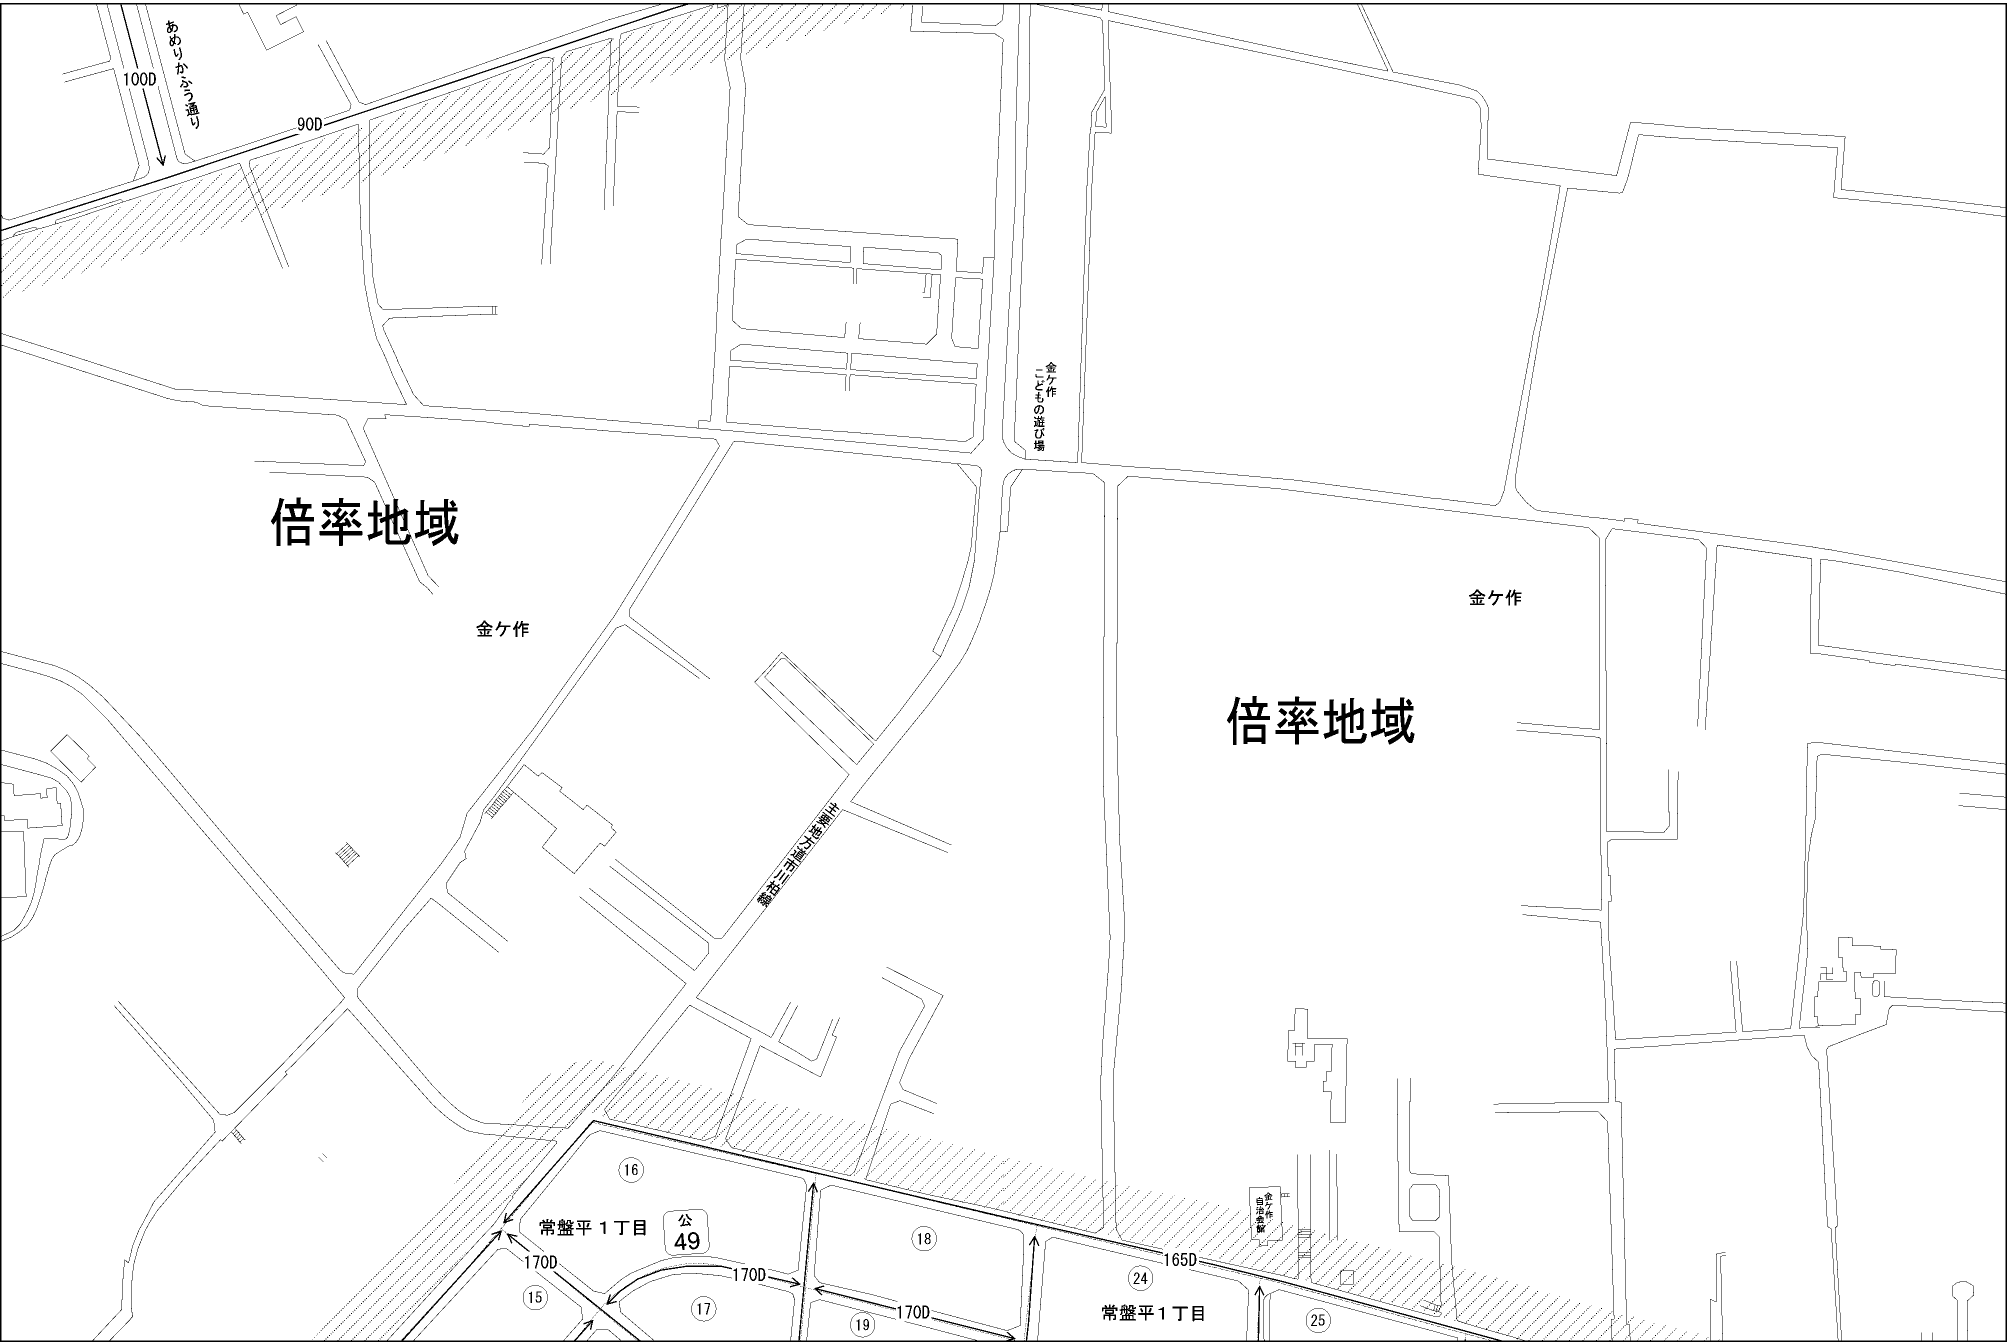 100D
あめりかふう通り
90D
金ケ作
こどもの遊び場
倍率地域
金ケ作
金ケ作
倍率地域
主要地方道市川柏線
16
常盤平1丁目
公
49
18
金ケ作
自治会館
170D
170D
165D
24
15
17
170D
19
常盤平1丁目
25